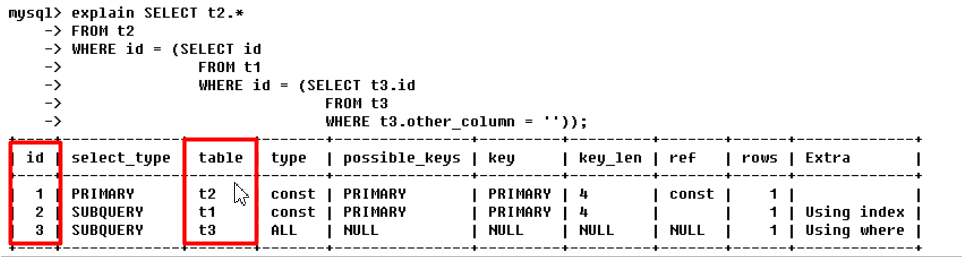 mysql> explain SELECT t2.*
-> FROM t2
-> WHERE id = (SELECT id
-> FROM t1
-> WHERE id = (SELECT t3.id
-> FROM t3
-> WHERE t3.other_column = ''));
| id | select_type | table | type | possible_keys | key | key_len | ref | rows | Extra |
| 1 | PRIMARY | t2 | const | PRIMARY | PRIMARY | 4 | const | 1 | |
| 2 | SUBQUERY | t1 | const | PRIMARY | PRIMARY | 4 | | 1 | Using index |
| 3 | SUBQUERY | t3 | ALL | NULL | NULL | NULL | NULL | 1 | Using where |